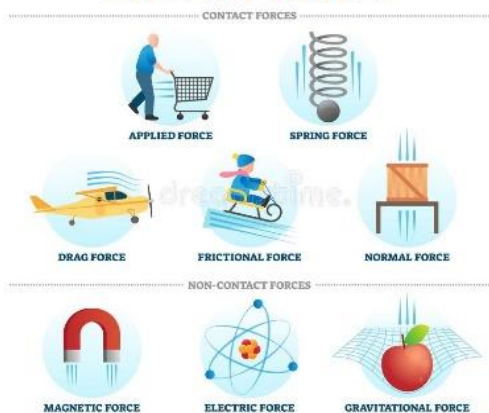 CONTACT FORCES
APPLIED FORCE
SPRING FORCE
dreamstime.
DRAG FORCE
FRICTIONAL FORCE
NORMAL FORCE
NON-CONTACT FORCES
MAGNETIC FORCE
ELECTRIC FORCE
GRAVITATIONAL FORCE